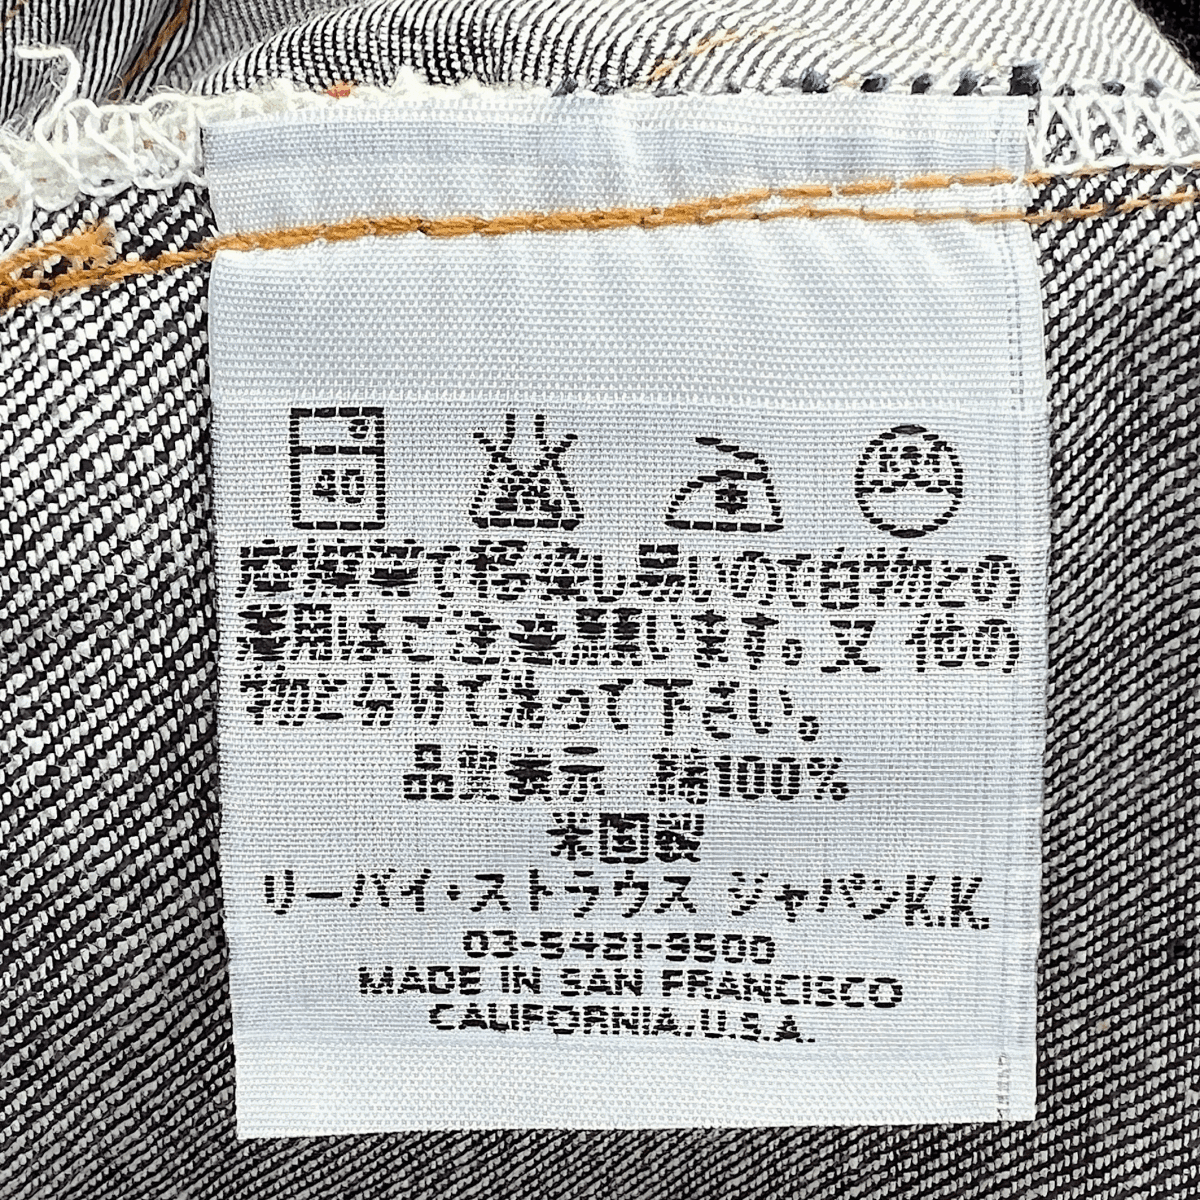 40 中
摩擦等で移染し易いので白物との
着用はご注意願います。又 他の
物と分けて洗って下さい。
品質表示 綿100%
米国製
リーバイ・ストラウス ジャパンK.K.
03-5421-9500
MADE IN SAN FRANCISCO
CALIFORNIA,U.S.A.